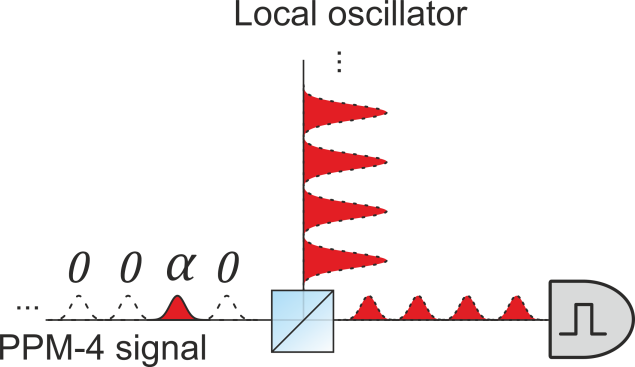 Local oscillator
...
0 0 α 0
...
PPM-4 signal